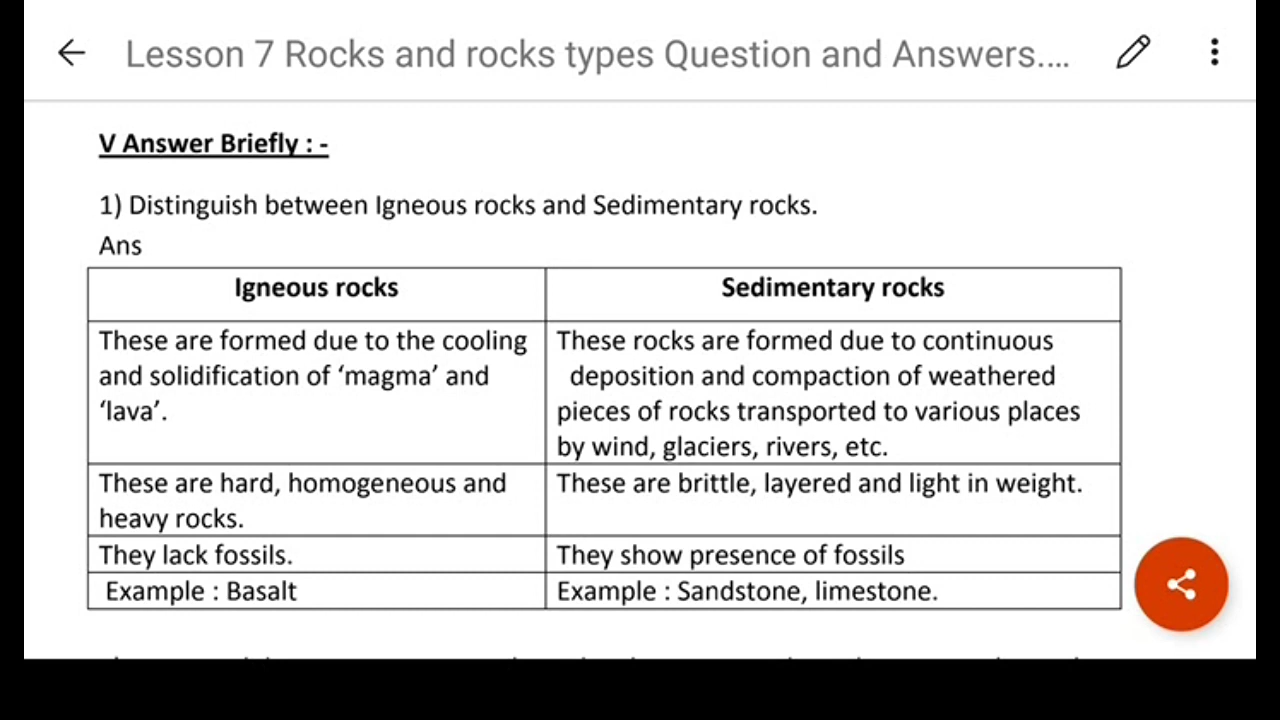 Lesson 7 Rocks and rocks types Question and Answers....
V Answer Briefly : -
1) Distinguish between Igneous rocks and Sedimentary rocks.
Ans
Igneous rocks
Sedimentary rocks
These are formed due to the cooling
and solidification of ‘magma’ and
‘lava’.
These rocks are formed due to continuous
deposition and compaction of weathered
pieces of rocks transported to various places
by wind, glaciers, rivers, etc.
These are hard, homogeneous and
heavy rocks.
These are brittle, layered and light in weight.
They lack fossils.
They show presence of fossils
Example : Basalt
Example : Sandstone, limestone.